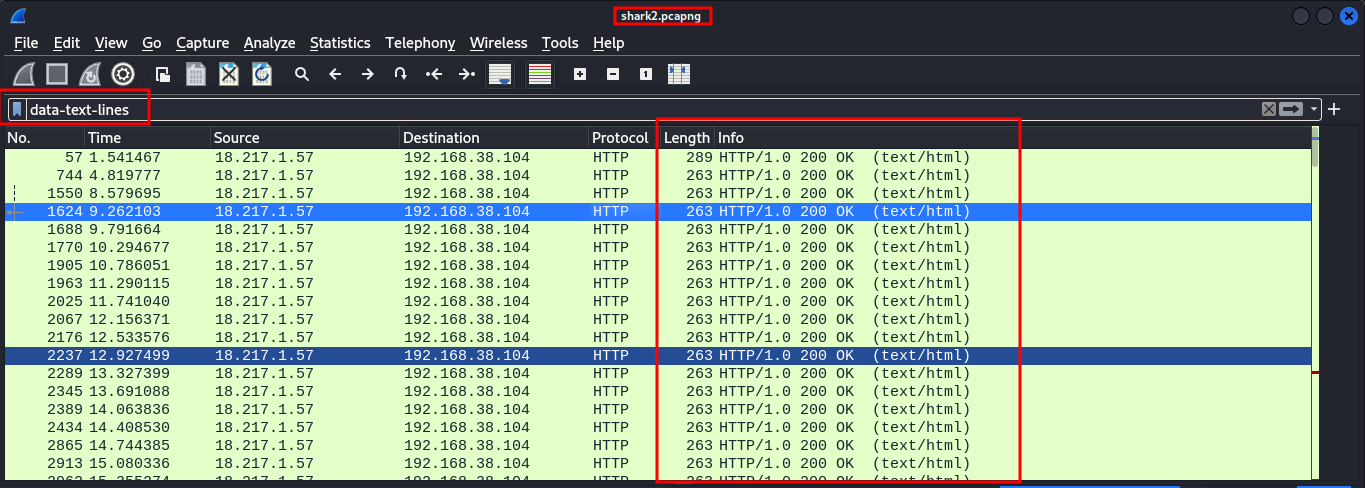 shark2.pcapng
File Edit View Go Capture Analyze Statistics Telephony Wireless Tools Help
data-text-lines
No. Time Source Destination Protocol Length Info
57 1.541467 18.217.1.57 192.168.38.104 HTTP 289 HTTP/1.0 200 OK (text/html)
744 4.819777 18.217.1.57 192.168.38.104 HTTP 263 HTTP/1.0 200 OK (text/html)
1550 8.579695 18.217.1.57 192.168.38.104 HTTP 263 HTTP/1.0 200 OK (text/html)
1624 9.262103 18.217.1.57 192.168.38.104 HTTP 263 HTTP/1.0 200 OK (text/html)
1688 9.791664 18.217.1.57 192.168.38.104 HTTP 263 HTTP/1.0 200 OK (text/html)
1770 10.294677 18.217.1.57 192.168.38.104 HTTP 263 HTTP/1.0 200 OK (text/html)
1905 10.786051 18.217.1.57 192.168.38.104 HTTP 263 HTTP/1.0 200 OK (text/html)
1963 11.290115 18.217.1.57 192.168.38.104 HTTP 263 HTTP/1.0 200 OK (text/html)
2025 11.741040 18.217.1.57 192.168.38.104 HTTP 263 HTTP/1.0 200 OK (text/html)
2067 12.156371 18.217.1.57 192.168.38.104 HTTP 263 HTTP/1.0 200 OK (text/html)
2176 12.533576 18.217.1.57 192.168.38.104 HTTP 263 HTTP/1.0 200 OK (text/html)
2237 12.927499 18.217.1.57 192.168.38.104 HTTP 263 HTTP/1.0 200 OK (text/html)
2289 13.327399 18.217.1.57 192.168.38.104 HTTP 263 HTTP/1.0 200 OK (text/html)
2345 13.691088 18.217.1.57 192.168.38.104 HTTP 263 HTTP/1.0 200 OK (text/html)
2389 14.063836 18.217.1.57 192.168.38.104 HTTP 263 HTTP/1.0 200 OK (text/html)
2434 14.408530 18.217.1.57 192.168.38.104 HTTP 263 HTTP/1.0 200 OK (text/html)
2865 14.744385 18.217.1.57 192.168.38.104 HTTP 263 HTTP/1.0 200 OK (text/html)
2913 15.080336 18.217.1.57 192.168.38.104 HTTP 263 HTTP/1.0 200 OK (text/html)
18.217.1.57 192.168.38.104 HTTP 263 HTTP/1.0 200 OK (text/html)